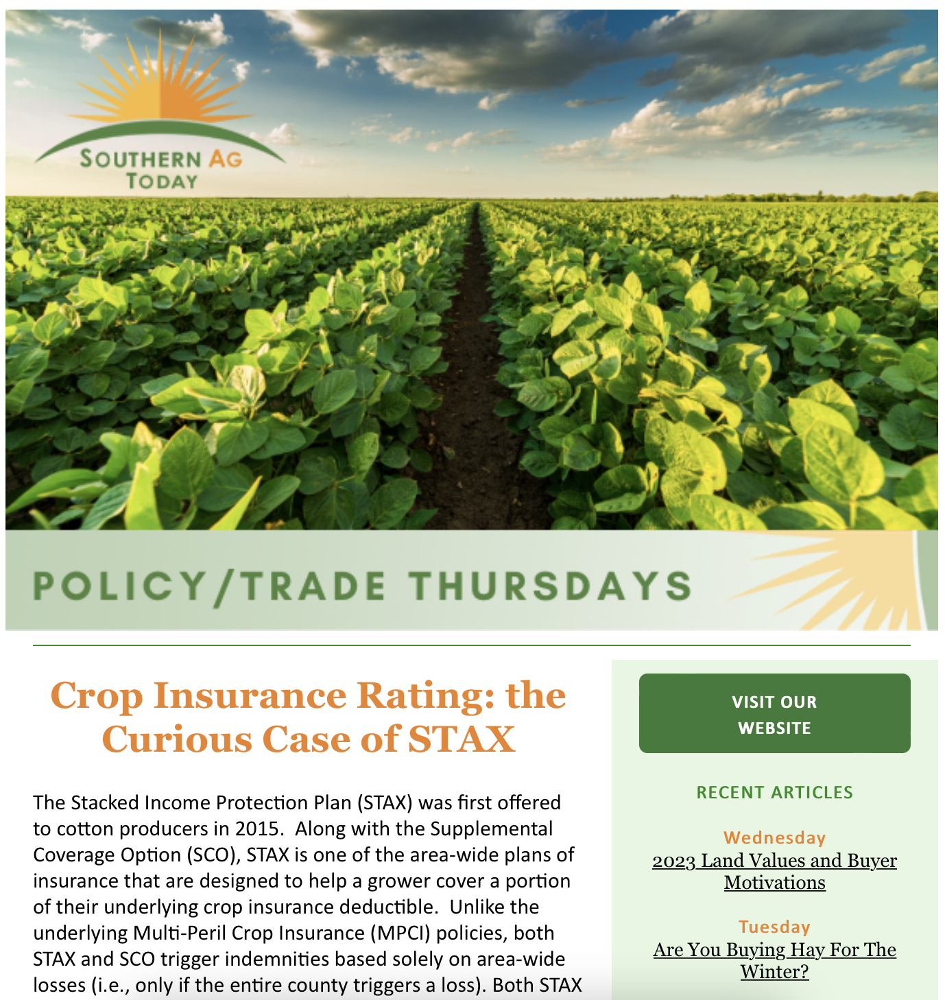 SOUTHERN AG
TODAY
POLICY/TRADE THURSDAYS
Crop Insurance Rating: the
Curious Case of STAX
The Stacked Income Protection Plan (STAX) was first offered
to cotton producers in 2015.  Along with the Supplemental
Coverage Option (SCO), STAX is one of the area-wide plans of
insurance that are designed to help a grower cover a portion
of their underlying crop insurance deductible.  Unlike the
underlying Multi-Peril Crop Insurance (MPCI) policies, both
STAX and SCO trigger indemnities based solely on area-wide
losses (i.e., only if the entire county triggers a loss). Both STAX
VISIT OUR
WEBSITE
RECENT ARTICLES
Wednesday
2023 Land Values and Buyer
Motivations
Tuesday
Are You Buying Hay For The
Winter?